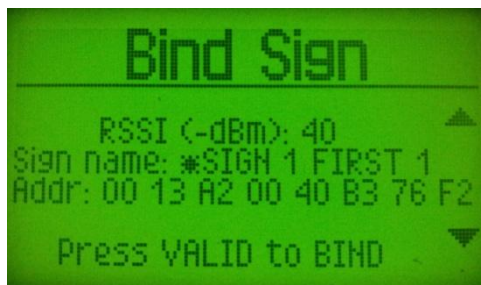 Bind Sign
RSSI (-dBm): 40
Sign name: *SIGN 1 FIRST 1
Addr: 00 13 A2 00 40 B3 76 F2
Press VALID to BIND